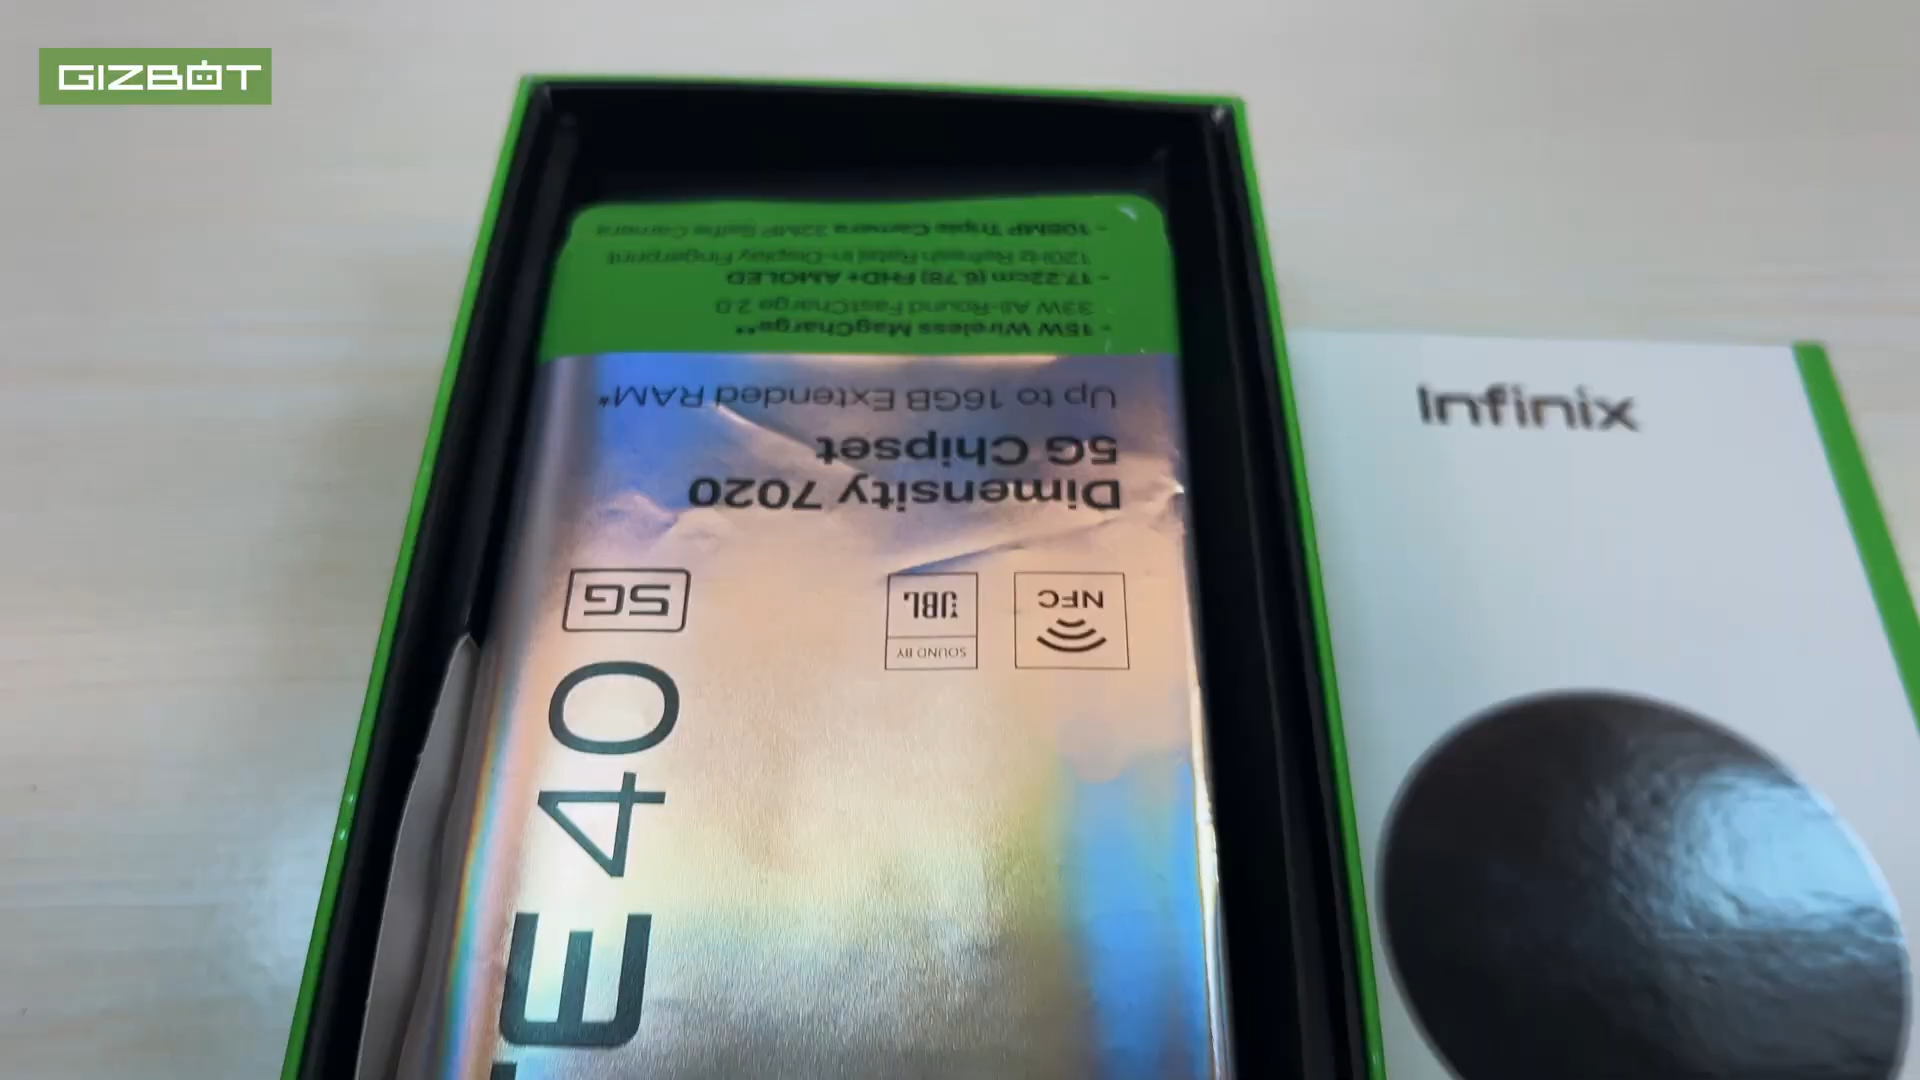 GIZBOT
Infinix
E 40 5G
NFC
SOUND BY
JBL
Dimensity 7020
5G Chipset
Up to 16GB Extended RAM*
- 15W Wireless MagCharge**
33W All-Round FastCharge 2.0
- 17.22cm (6.78) FHD+ AMOLED
120Hz Refresh Rate| In-Display Fingerprint
- 108MP Triple Camera 32MP Selfie Camera